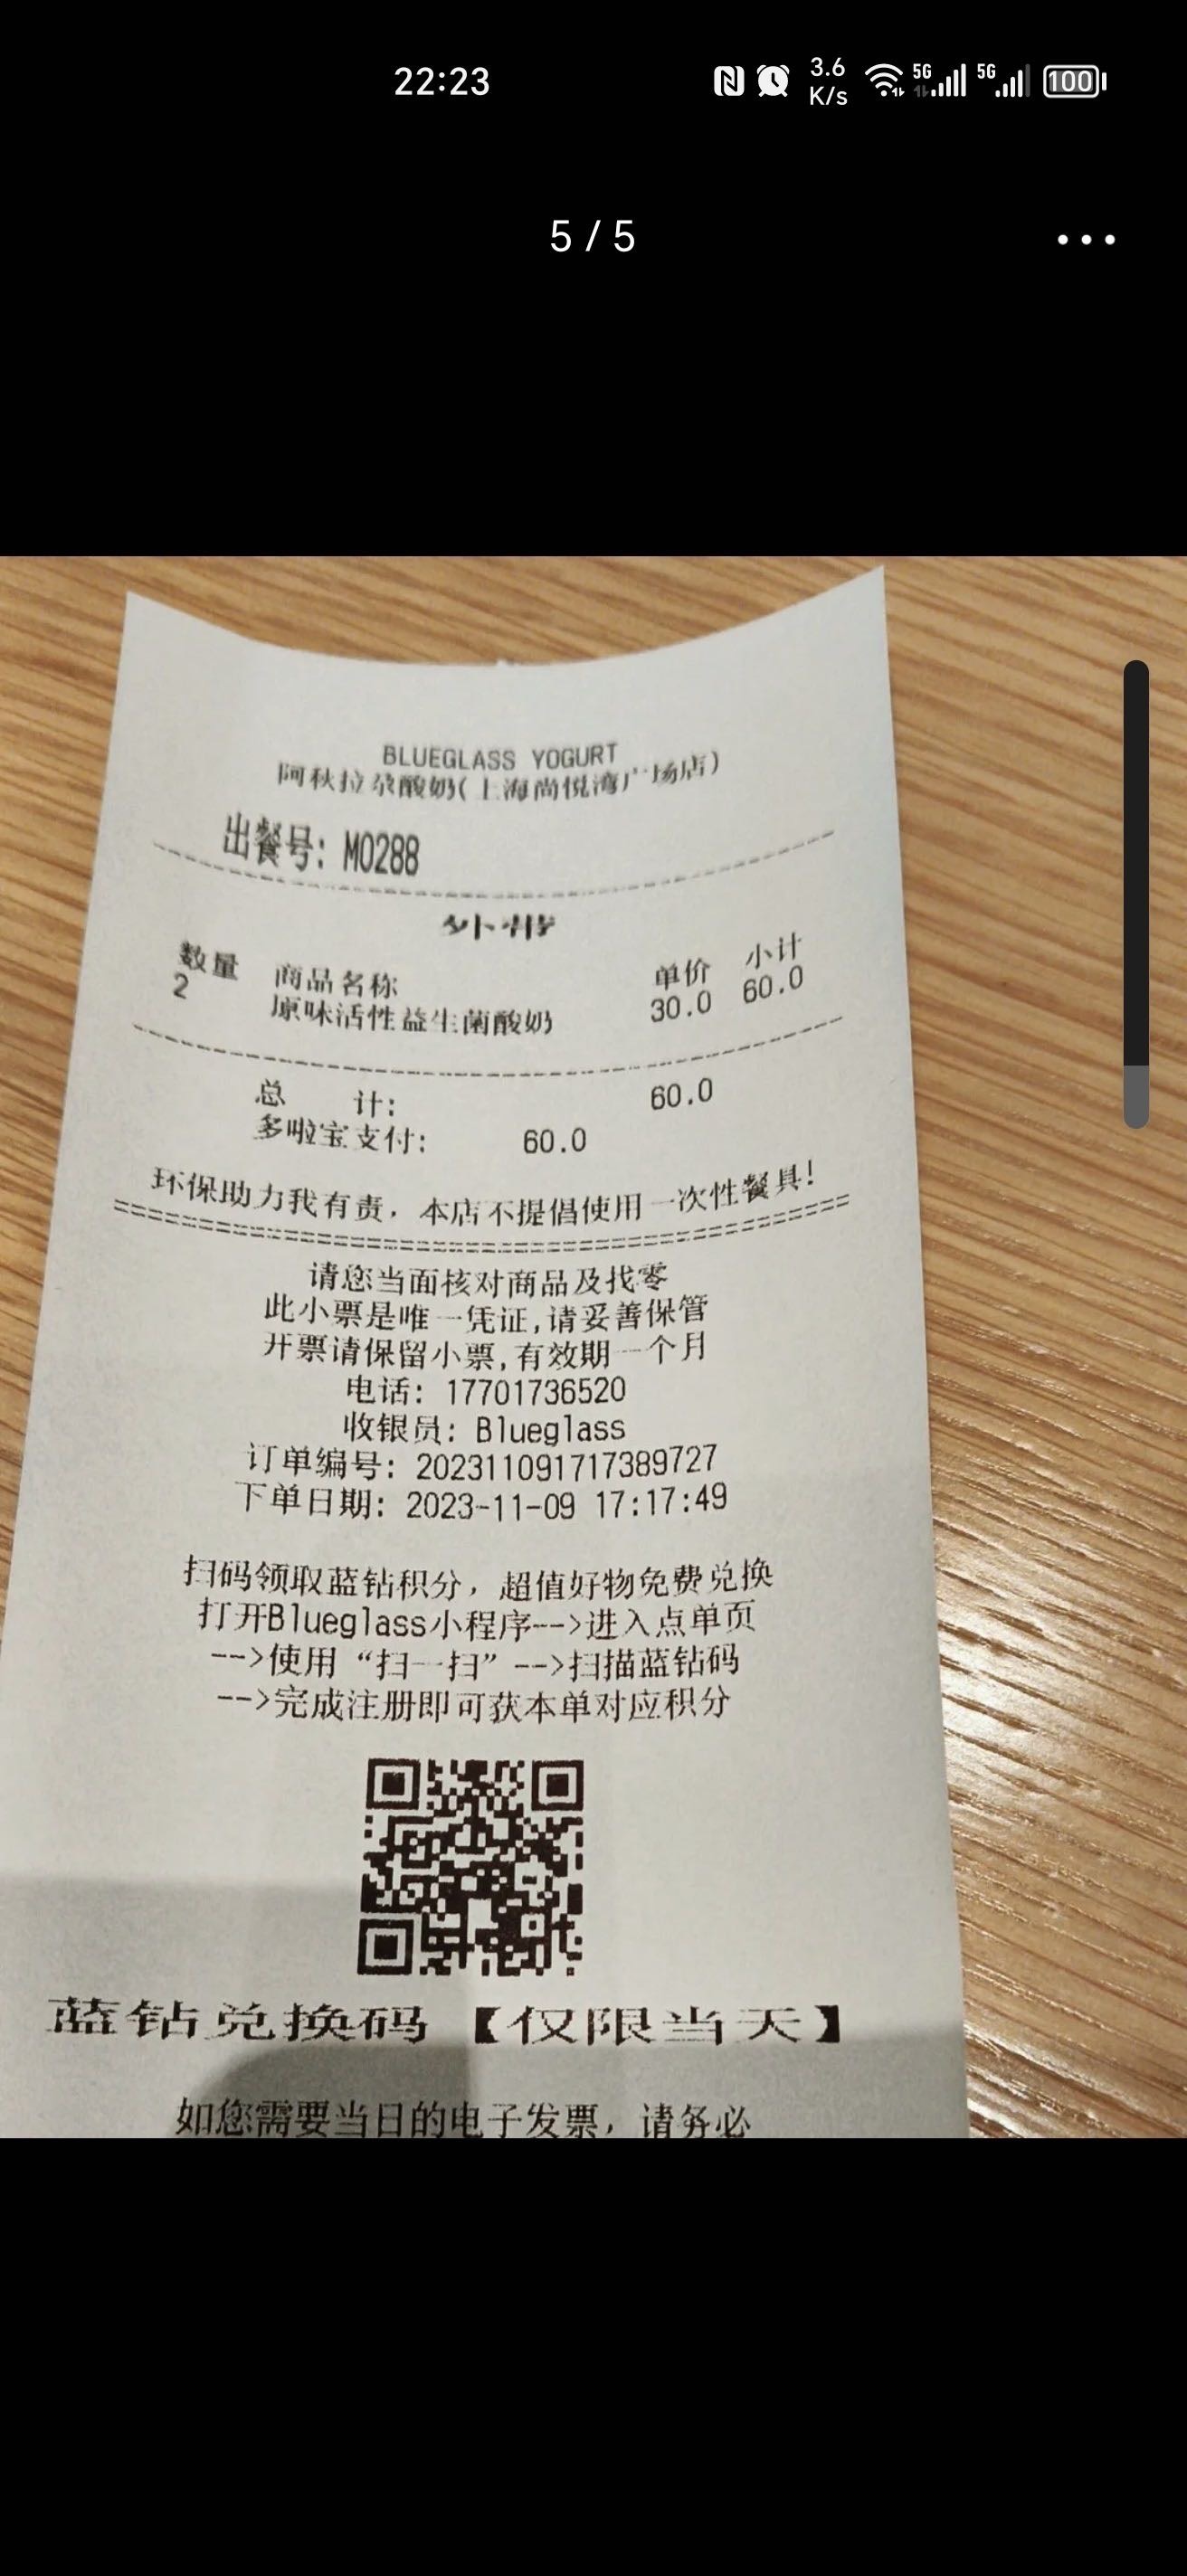 22:23
3.6
K/s
5G
5G
100
5/5
BLUEGLASS YOGURT
阿秋拉尕酸奶(上海尚悦湾广场店)
出餐号: M0288
外带
数量 商品名称 单价 小计
2 原味活性益生菌酸奶 30.0 60.0
总 计: 60.0
多啦宝支付: 60.0
环保助力我有责，本店不提倡使用一次性餐具!
请您当面核对商品及找零
此小票是唯一凭证,请妥善保管
开票请保留小票,有效期一个月
电话: 17701736520
收银员: Blueglass
订单编号: 202311091717389727
下单日期: 2023-11-09 17:17:49
扫码领取蓝钻积分，超值好物免费兑换
打开Blueglass小程序-->进入点单页
-->使用“扫一扫”-->扫描蓝钻码
-->完成注册即可获本单对应积分
蓝钻兑换码【仅限当天】
如您需要当日的电子发票，请务必